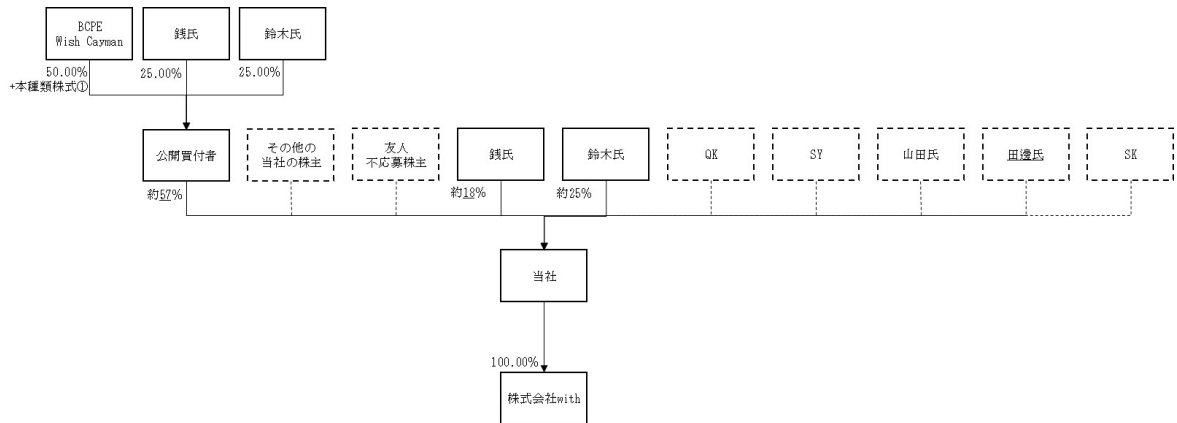 BCPE
Wish Cayman
銭氏
鈴木氏
50.00%
+本種類株式①
25.00%
25.00%
公開買付者
その他の
当社の株主
友人
不応募株主
銭氏
鈴木氏
QK
SY
山田氏
田邊氏
SK
約57%
約18%
約25%
当社
100.00%
株式会社with